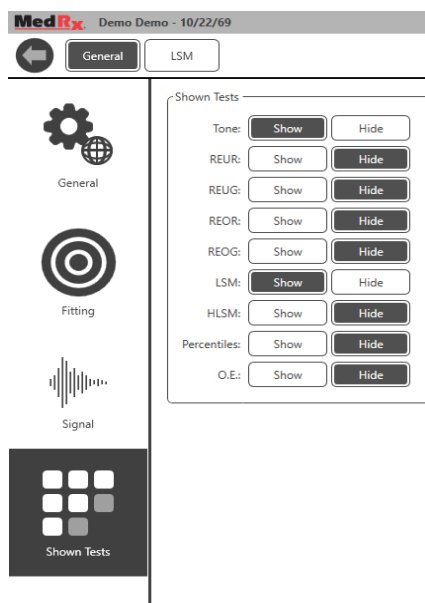 MedRx Demo Demo - 10/22/69
General LSM
General
Fitting
Signal
Shown Tests
Shown Tests
Tone: Show Hide
REUR: Show Hide
REUG: Show Hide
REOR: Show Hide
REOG: Show Hide
LSM: Show Hide
HLSM: Show Hide
Percentiles: Show Hide
O.E.: Show Hide